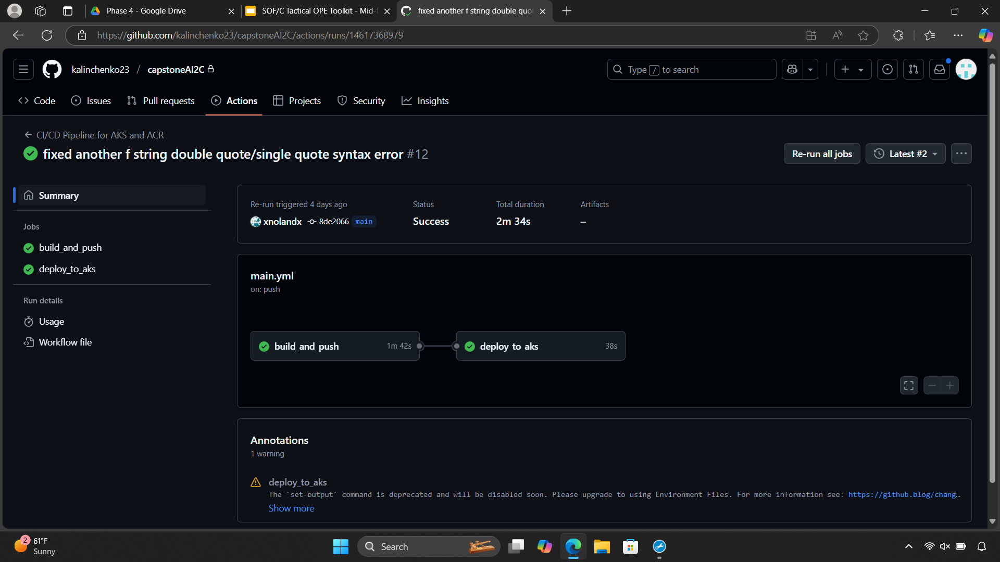 Phase 4 - Google Drive
SOF/C Tactical OPE Toolkit - Mid-
fixed another f string double quot
https://github.com/kalinchenko23/capstoneAI2C/actions/runs/14617368979
kalinchenko23 / capstoneAI2C
Type / to search
Code
Issues
Pull requests
Actions
Projects
Security
Insights
CI/CD Pipeline for AKS and ACR
fixed another f string double quote/single quote syntax error #12
Re-run all jobs
Latest #2
Summary
Jobs
build_and_push
deploy_to_aks
Run details
Usage
Workflow file
Re-run triggered 4 days ago
xnolandx 8de2066 main
Status
Success
Total duration
2m 34s
Artifacts
–
main.yml
on: push
build_and_push 1m 42s
deploy_to_aks 38s
Annotations
1 warning
deploy_to_aks
The `set-output` command is deprecated and will be disabled soon. Please upgrade to using Environment Files. For more information see: https://github.blog/chang…
Show more
2
61°F
Sunny
Search